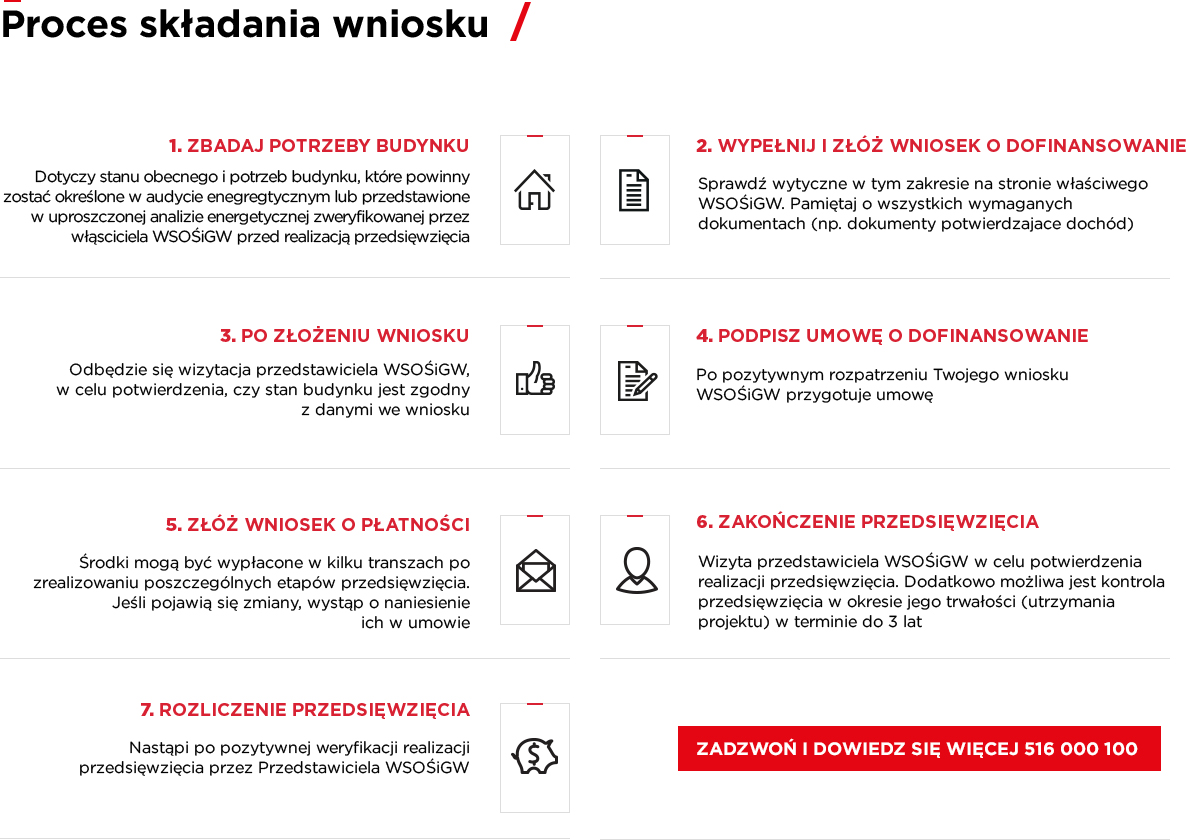 Proces składania wniosku /
1. ZBADAJ POTRZEBY BUDYNKU
Dotyczy stanu obecnego i potrzeb budynku, które powinny
zostać określone w audycie enegregtycznym lub przedstawione
w uproszczonej analizie energetycznej zweryfikowanej przez
włąsciciela WSOŚiGW przed realizacją przedsięwzięcia
2. WYPEŁNIJ I ZŁÓŻ WNIOSEK O DOFINANSOWANIE
Sprawdź wytyczne w tym zakresie na stronie właściwego
WSOŚiGW. Pamiętaj o wszystkich wymaganych
dokumentach (np. dokumenty potwierdzajace dochód)
3. PO ZŁOŻENIU WNIOSKU
Odbędzie się wizytacja przedstawiciela WSOŚiGW,
w celu potwierdzenia, czy stan budynku jest zgodny
z danymi we wniosku
4. PODPISZ UMOWĘ O DOFINANSOWANIE
Po pozytywnym rozpatrzeniu Twojego wniosku
WSOŚiGW przygotuje umowę
5. ZŁÓŻ WNIOSEK O PŁATNOŚCI
Środki mogą być wypłacone w kilku transzach po
zrealizowaniu poszczególnych etapów przedsięwzięcia.
Jeśli pojawią się zmiany, wystąp o naniesienie
ich w umowie
6. ZAKOŃCZENIE PRZEDSIĘWZIĘCIA
Wizyta przedstawiciela WSOŚiGW w celu potwierdzenia
realizacji przedsięwzięcia. Dodatkowo możliwa jest kontrola
przedsięwzięcia w okresie jego trwałości (utrzymania
projektu) w terminie do 3 lat
7. ROZLICZENIE PRZEDSIĘWZIĘCIA
Nastąpi po pozytywnej weryfikacji realizacji
przedsięwzięcia przez Przedstawiciela WSOŚiGW
ZADZWOŃ I DOWIEDZ SIĘ WIĘCEJ 516 000 100